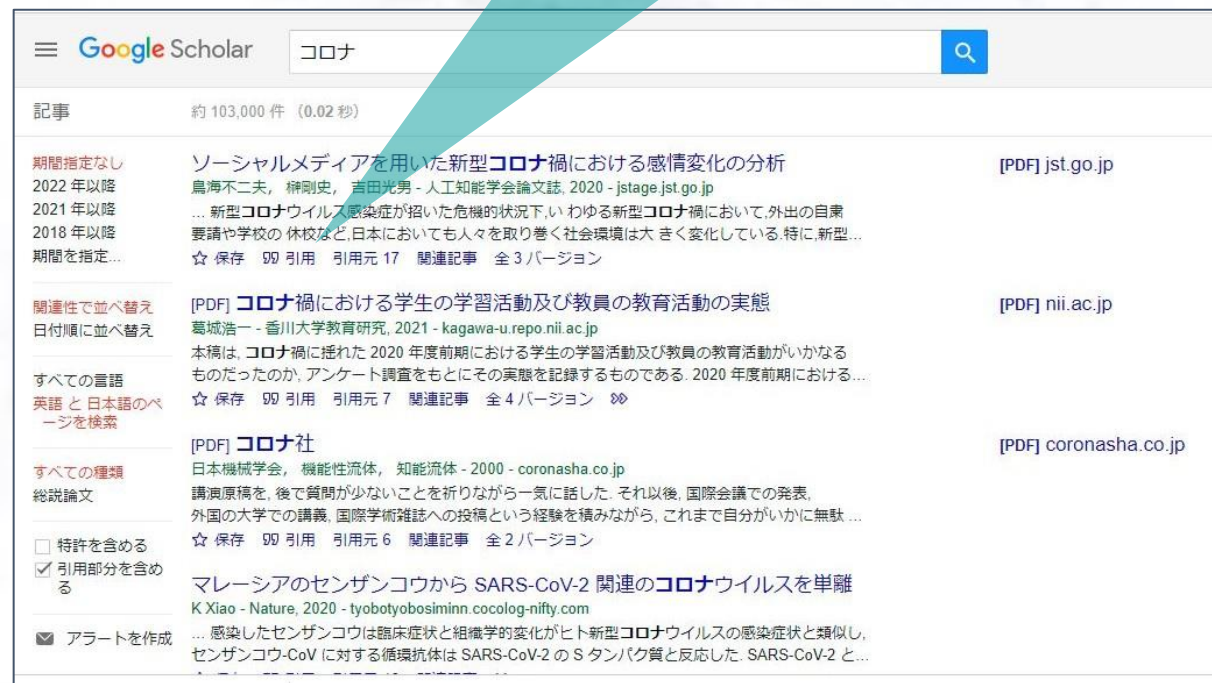 Google Scholar
コロナ
記事
約 103,000 件 (0.02 秒)
期間指定なし
2022 年以降
2021 年以降
2018 年以降
期間を指定...
関連性で並べ替え
日付順に並べ替え
すべての言語
英語 と 日本語のペ
ージを検索
すべての種類
総説論文
特許を含める
引用部分を含め
る
アラートを作成
ソーシャルメディアを用いた新型コロナ禍における感情変化の分析
[PDF] jst.go.jp
鳥海不二夫, 榊剛史, 吉田光男 - 人工知能学会論文誌, 2020 - jstage.jst.go.jp
... 新型コロナウイルス感染症が招いた危機的状況下,い わゆる新型コロナ禍において,外出の自粛
要請や学校の 休校など,日本においても人々を取り巻く社会環境は大 きく変化している.特に,新型...
保存 引用 引用元 17 関連記事 全 3 バージョン
[PDF] コロナ禍における学生の学習活動及び教員の教育活動の実態
[PDF] nii.ac.jp
葛城浩一 - 香川大学教育研究, 2021 - kagawa-u.repo.nii.ac.jp
本稿は, コロナ禍に揺れた 2020 年度前期における学生の学習活動及び教員の教育活動がいかなる
ものだったのか, アンケート調査をもとにその実態を記録するものである. 2020 年度前期における...
保存 引用 引用元 7 関連記事 全 4 バージョン
[PDF] コロナ社
[PDF] coronasha.co.jp
日本機械学会, 機能性流体, 知能流体 - 2000 - coronasha.co.jp
講演原稿を, 後で質問が少ないことを祈りながら一気に話した. それ以後, 国際会議での発表,
外国の大学での講義, 国際学術雑誌への投稿という経験を積みながら, これまで自分がいかに無駄 ...
保存 引用 引用元 6 関連記事 全 2 バージョン
マレーシアのセンザンコウから SARS-CoV-2 関連のコロナウイルスを単離
K Xiao - Nature, 2020 - tyobotyobosiminn.cocolog-nifty.com
... 感染したセンザンコウは臨床症状と組織学的変化がヒト新型コロナウイルスの感染症状と類似し,
センザンコウ-CoV に対する循環抗体は SARS-CoV-2 の S タンパク質と反応した. SARS-CoV-2 と...